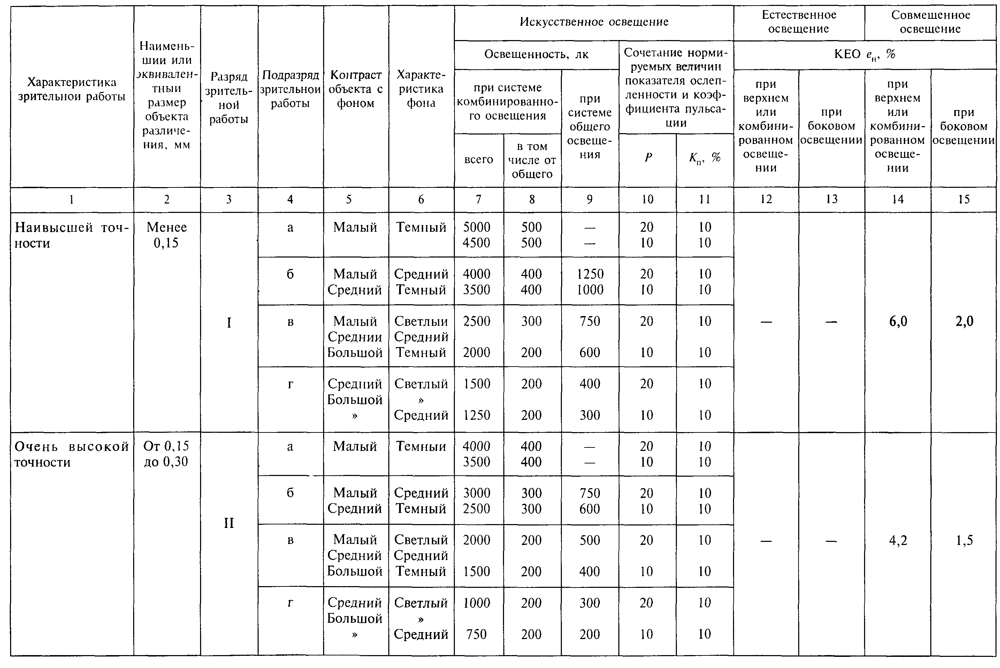 Характеристика
зрительнои работы
Наимень-
шии или
эквивален-
тныи
размер
объекта
различе-
ния, мм
Разряд
зритель-
ной
работы
Подразряд
зрительнои
работы
Контраст
объекта с
фоном
Характе-
ристика
фона
Искусственное освещение
Освещенность, лк
при системе
комбинированно-
го освещения
всего
в том
числе от
общего
при
системе
общего
освеще-
ния
Сочетание норми-
руемых величин
показателя ослеп-
ленности и коэф-
фициента пульса-
ции
P
Kп, %
Естественное
освещение
Совмещенное
освещение
КЕО eн, %
при
верхнем
или
комбини-
рованном
освеще-
нии
при
боковом
освещении
при
верхнем
или
комбини-
рованном
освеще-
нии
при
боковом
освещении
1 2 3 4 5 6 7 8 9 10 11 12 13 14 15
Наивысшей точ- Менее а Малый Темный 5000 500 — 20 10
ности 0,15 4500 500 — 10 10
б Малый Средний 4000 400 1250 20 10
Средний Темный 3500 400 1000 10 10
I в Малый Светлыи 2500 300 750 20 10 — — 6,0 2,0
Среднии Средний
Большой Темный 2000 200 600 10 10
г Средний Светлый 1500 200 400 20 10
Большой »
» Средний 1250 200 300 10 10
Очень высокой От 0,15 а Малый Темныи 4000 400 — 20 10
точности до 0,30 3500 400 — 10 10
б Малый Средний 3000 300 750 20 10
Средний Темный 2500 300 600 10 10
II
в Малый Светлый 2000 200 500 20 10 — — 4,2 1,5
Средний Средний
Большой Темный 1500 200 400 10 10
г Средний Светлый 1000 200 300 20 10
Большой »
» Средний 750 200 200 10 10